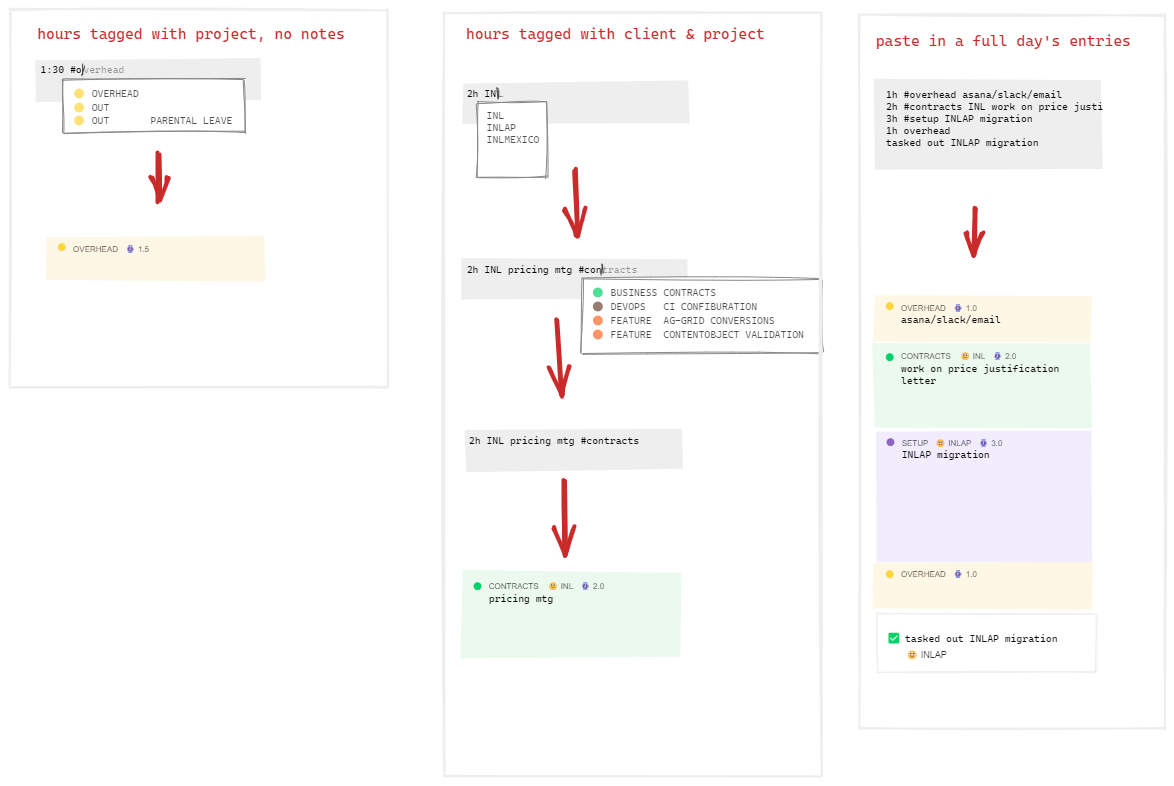 hours tagged with project, no notes
1:30 #overhead
OVERHEAD
OUT
OUT PARENTAL LEAVE
OVERHEAD 1.5
hours tagged with client & project
2h INL
INL
INLAP
INLMEXICO
2h INL pricing mtg #contracts
BUSINESS CONTRACTS
DEVOPS CI CONFIBURATION
FEATURE AG-GRID CONVERSIONS
FEATURE CONTENTOBJECT VALIDATION
2h INL pricing mtg #contracts
CONTRACTS INL 2.0
pricing mtg
paste in a full day's entries
1h #overhead asana/slack/email
2h #contracts INL work on price justi
3h #setup INLAP migration
1h overhead
tasked out INLAP migration
OVERHEAD 1.0
asana/slack/email
CONTRACTS INL 2.0
work on price justification
letter
SETUP INLAP 3.0
INLAP migration
OVERHEAD 1.0
tasked out INLAP migration
INLAP